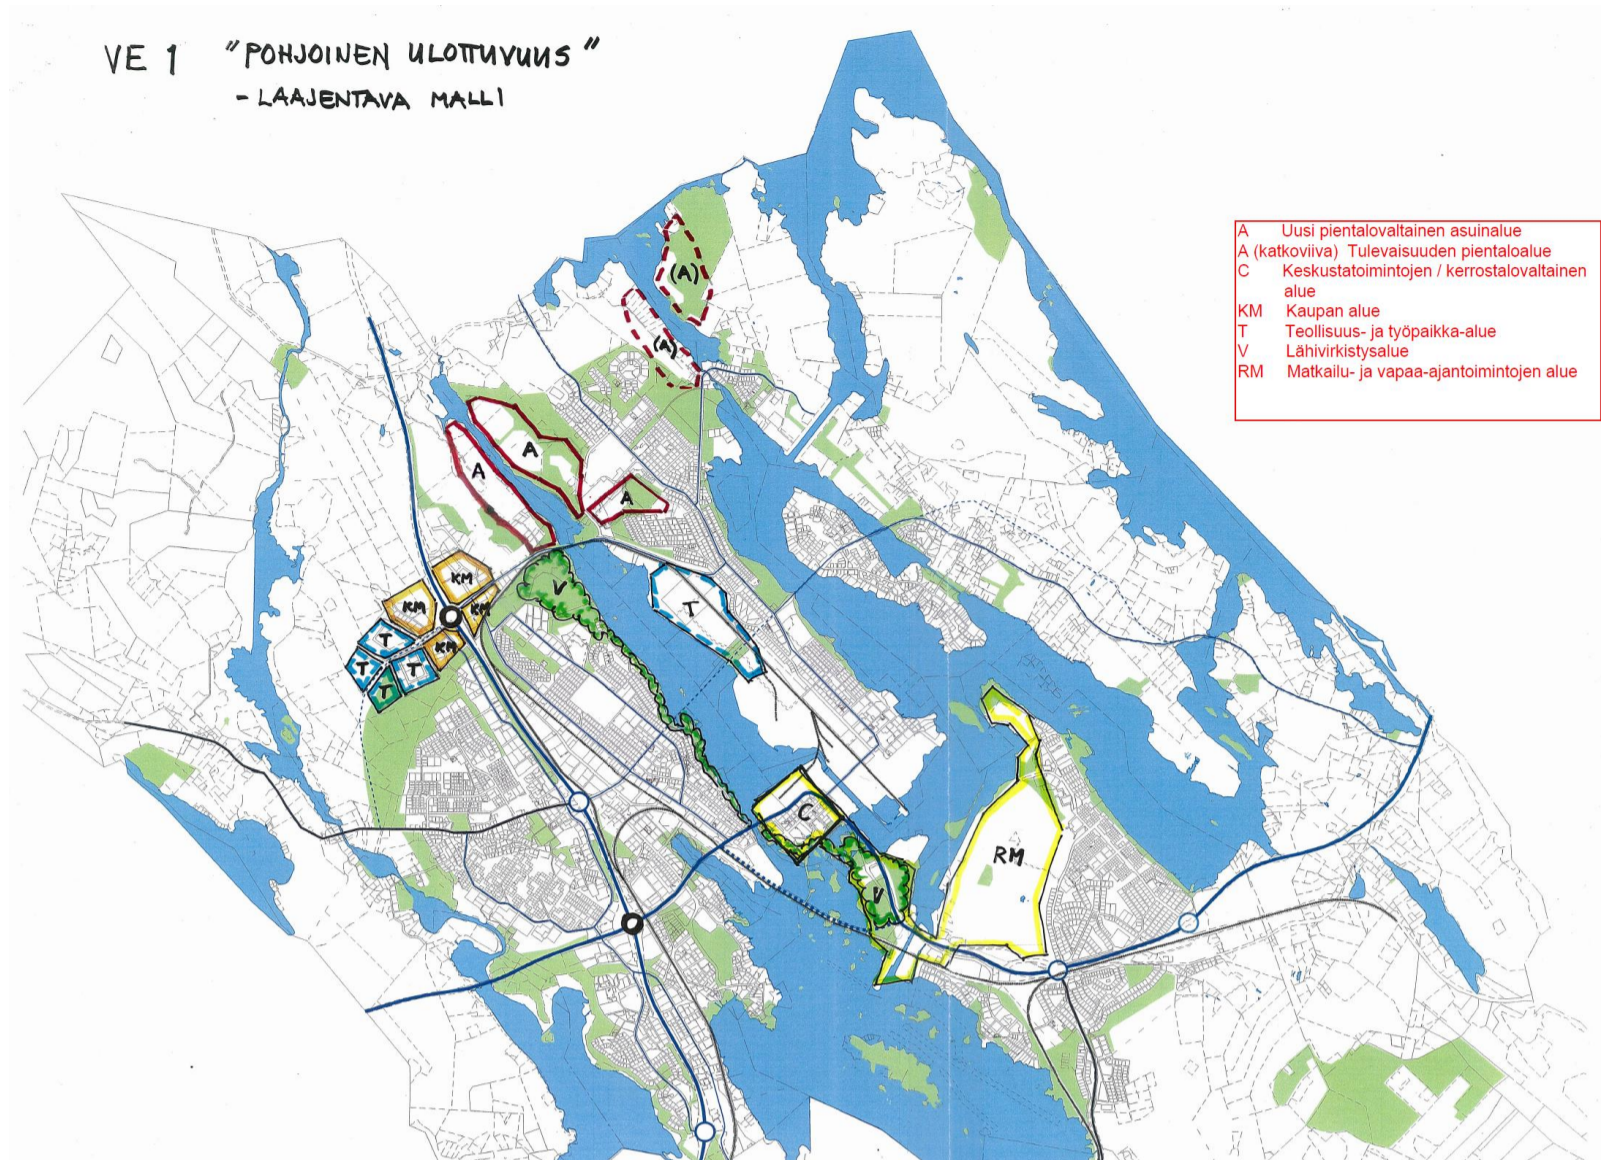 VE 1 "POHJOINEN ULOTTUVUUS"
- LAAJENTAVA MALLI
A Uusi pientalovaltainen asuinalue
A (katkoviiva) Tulevaisuuden pientaloalue
C Keskustatoimintojen / kerrostalovaltainen
alue
KM Kaupan alue
T Teollisuus- ja työpaikka-alue
V Lähivirkistysalue
RM Matkailu- ja vapaa-ajantoimintojen alue
(A)
(A)
A
A
A
KM
KM
KM
KM
T
T
T
T
V
T
C
V
RM